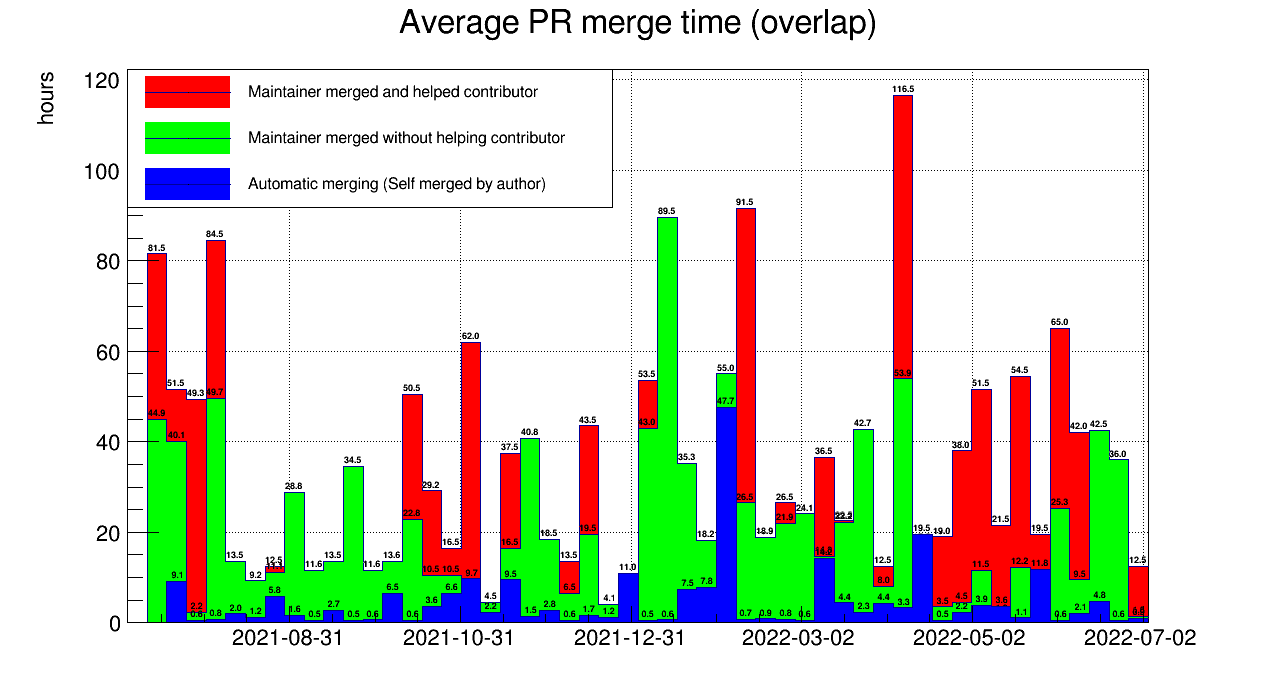 Average PR merge time (overlap)
hours
Maintainer merged and helped contributor
Maintainer merged without helping contributor
Automatic merging (Self merged by author)
120
100
80
60
40
20
0
116.5
91.5
89.5
84.5
81.5
65.0
62.0
55.0
54.5
53.5
53.9
51.5 49.3 49.7 50.5 51.5
47.7
44.9 43.5 43.0 42.7 42.0 42.5
40.1 40.8
37.5 38.0
34.5 35.3 36.5 36.0
28.8 29.2 26.5 26.5 25.3
22.8 21.9 24.1 22.2 21.5
16.5 16.5 18.5 19.5 18.2 18.9 19.5 19.0 19.5
13.5 12.5 11.6 13.5 11.6 13.6 13.5 12.5 12.2 12.5
9.1 9.2 10.5 10.5 9.7 9.5 11.0 11.5 11.8 9.5
5.8 6.5 6.6 4.5 6.5 4.1 7.5 7.8 4.4 8.0 4.4 3.5 4.5 3.9 4.8
2.2 0.6 0.8 2.0 1.2 1.6 0.5 2.7 0.5 0.6 0.6 3.6 2.2 1.5 2.8 0.6 1.7 1.2 0.5 0.6 0.7 0.9 0.8 0.6 2.3 3.3 0.5 2.2 1.1 0.6 2.1 0.6
2021-08-31 2021-10-31 2021-12-31 2022-03-02 2022-05-02 2022-07-02